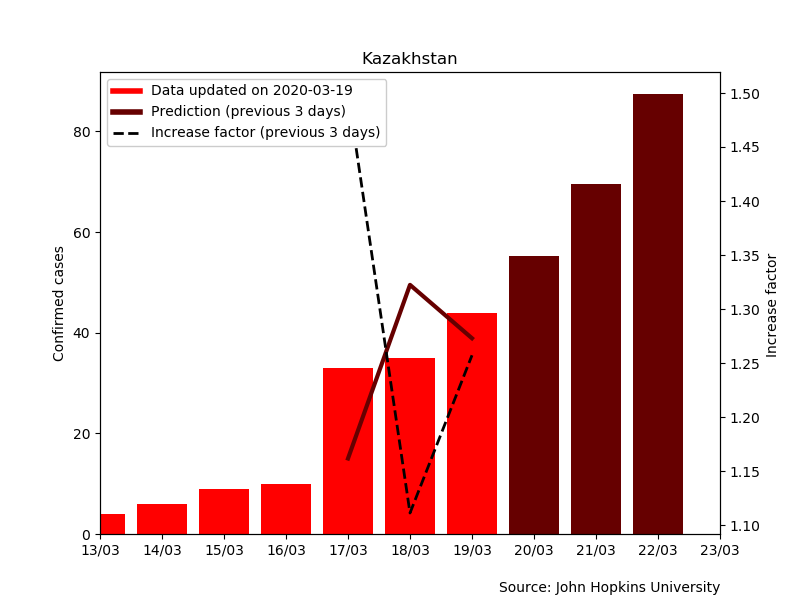 Kazakhstan
Data updated on 2020-03-19
Prediction (previous 3 days)
Increase factor (previous 3 days)
Confirmed cases
80
60
40
20
0
1.50
1.45
1.40
1.35
1.30
1.25
1.20
1.15
1.10
Increase factor
13/03 14/03 15/03 16/03 17/03 18/03 19/03 20/03 21/03 22/03 23/03
Source: John Hopkins University